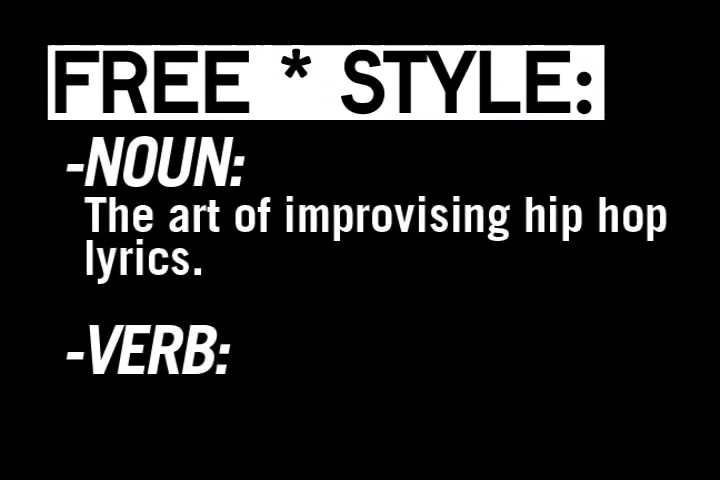 FREE * STYLE:
-NOUN:
The art of improvising hip hop
lyrics.
-VERB: